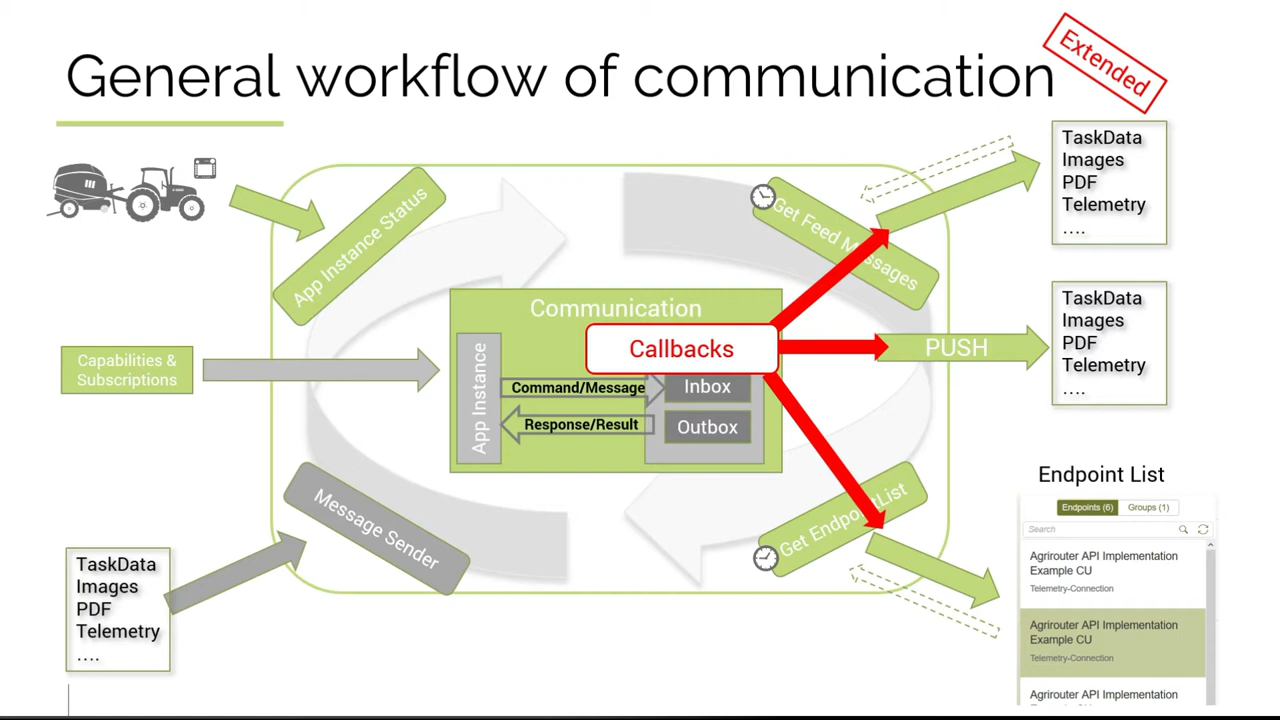 General workflow of communication
Extended
App Instance Status
Get Feed Messages
TaskData
Images
PDF
Telemetry
....
Communication
Callbacks
Capabilities &
Subscriptions
App Instance
Command/Message
Inbox
Response/Result
Outbox
PUSH
TaskData
Images
PDF
Telemetry
....
Message Sender
Get EndpointList
TaskData
Images
PDF
Telemetry
....
Endpoint List
Endpoints (6)
Groups (1)
Search
Agrirouter API Implementation
Example CU
Telemetry-Connection
Agrirouter API Implementation
Example CU
Telemetry-Connection
Agrirouter API Implementation